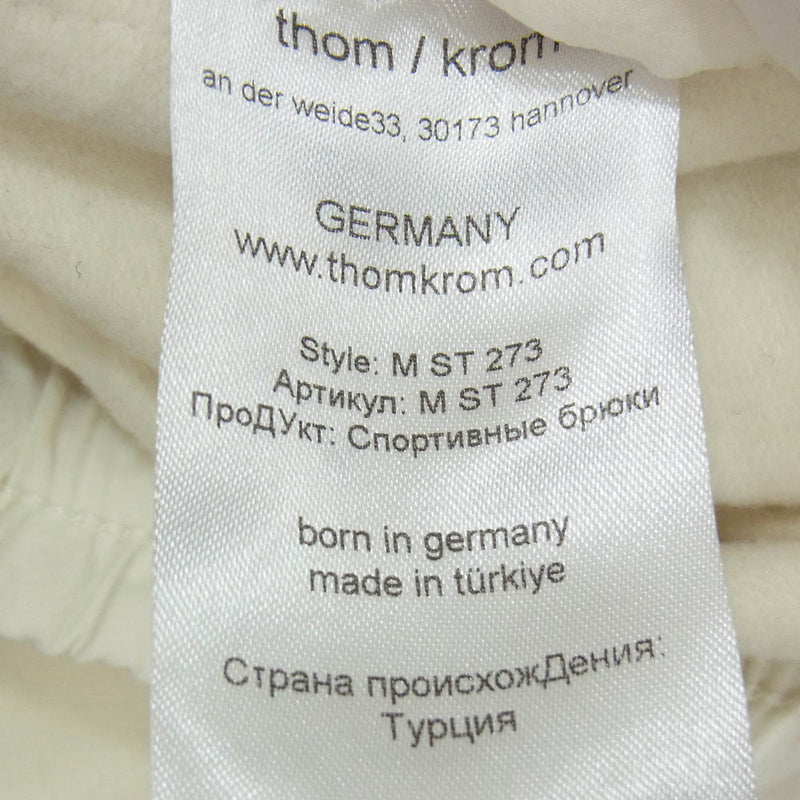 thom / krom
an der weide33, 30173 hannover
GERMANY
www.thomkrom.com
Style: M ST 273
Артикул: M ST 273
ПроДУкт: Спортивные брюки
born in germany
made in türkiye
Страна происхожДения:
Турция